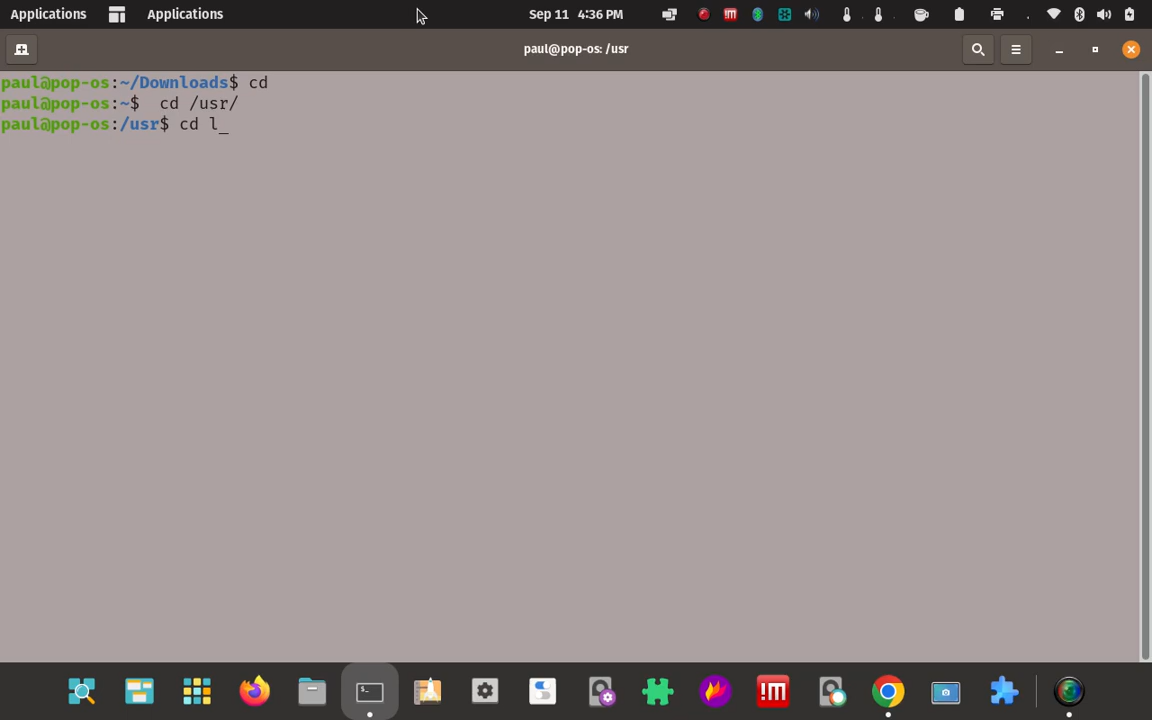 Applications Applications Sep 11 4:36 PM
paul@pop-os: /usr
paul@pop-os:~/Downloads$ cd
paul@pop-os:~$  cd /usr/
paul@pop-os:/usr$ cd l_
$_
!M